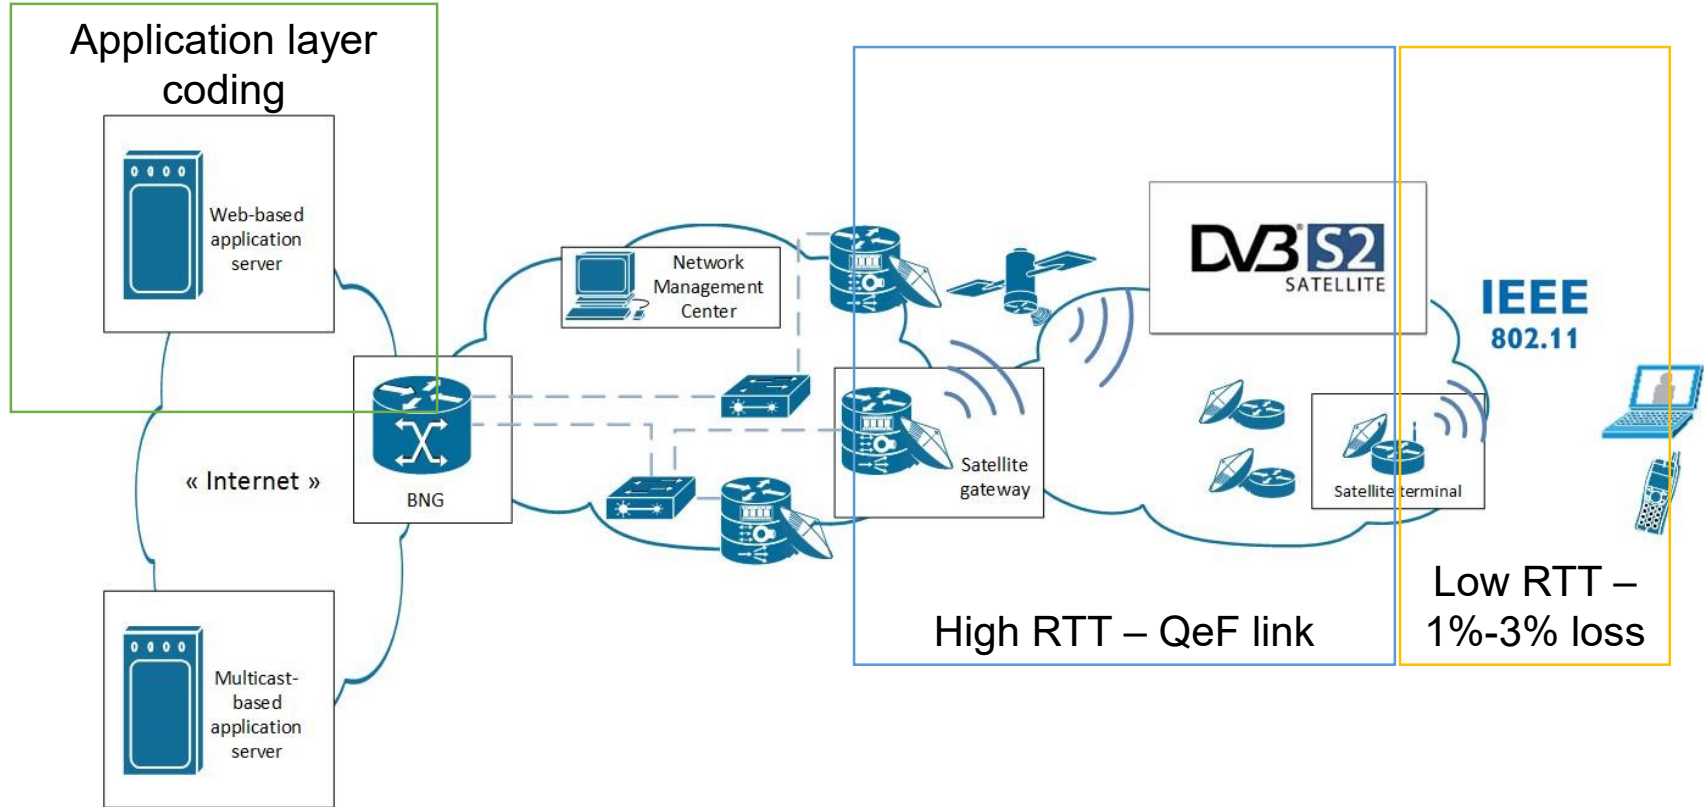 Application layer
coding
Web-based
application
server
Network
Management
Center
DVB S2
SATELLITE
IEEE
802.11
« Internet »
BNG
Satellite
gateway
Satellite terminal
High RTT – QeF link
Low RTT –
1%-3% loss
Multicast-
based
application
server